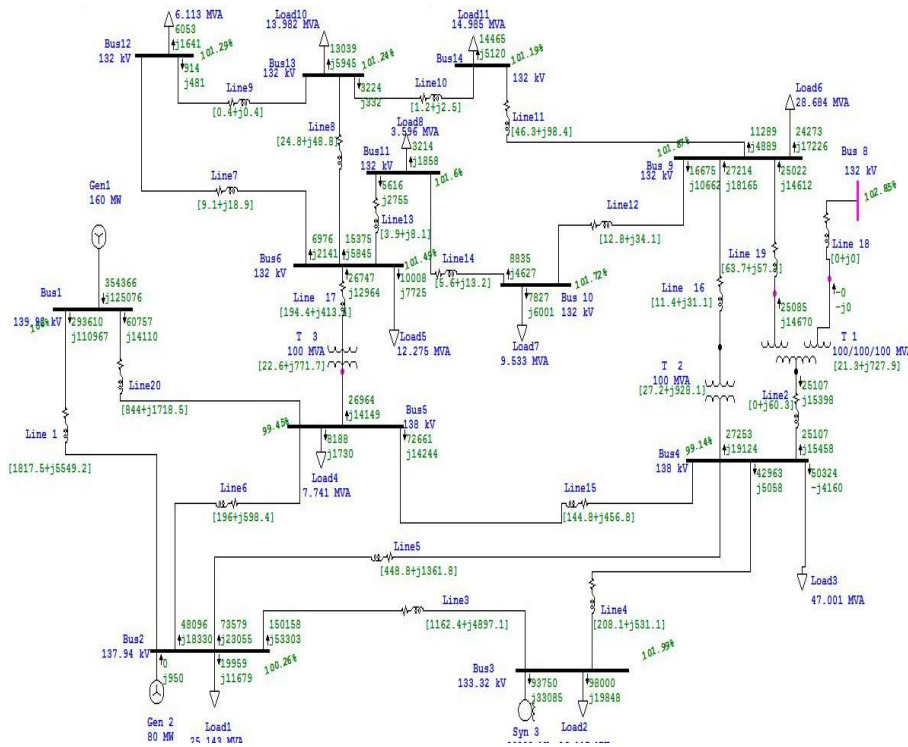 6.113 MVA
6053
j1641
Bus12
132 kV
101.29%
914
j481
Line9
[0.4+j0.4]
Load10
13.982 MVA
13039
j5945
Bus13
132 kV
101.24%
3224
j332
Line10
[1.2+j2.5]
Load11
14.985 MVA
14465
j5120
Bus14
101.19%
132 kV
Line11
[46.3+j98.4]
Line8
[24.8+j48.8]
Load8
3.596 MVA
3214
j1858
Bus11
132 kV
101.6%
5616
j2755
Line13
[3.9+j8.1]
Load6
28.684 MVA
11289
j4889
24273
j17226
101.87%
Bus 9
132 kV
16675
j10662
27214
j18165
25022
j14612
Bus 8
132 kV
102.85%
Line7
[9.1+j18.9]
Gen1
160 MW
Line12
[12.8+j34.1]
Line 18
[0+j0]
Line 19
Line 16
[11.4+j31.1]
Line14
[5.6+j13.2]
8835
j4627
101.72%
7827
j6001
Bus 10
132 kV
Load7
9.533 MVA
6976
j2141
15375
j5845
101.49%
Bus6
132 kV
26747
j12964
10008
j7725
Line 17
Load5
12.275 MVA
354366
j125076
Bus1
293610
j110967
60757
j14110
Line20
[844+j1718.5]
T 3
100 MVA
[22.6+j771.7]
25085
j14670
-0
-j0
T 1
100/100/100 MVA
[21.3+j727.9]
T 2
100 MVA
[27.2+j928.1]
25107
j15398
Line2
[0+j60.3]
Line 1
[1817.5+j5549.2]
26964
j14149
99.45%
Bus5
138 kV
8188
j1730
72661
j14244
Load4
7.741 MVA
27253
j19124
25107
j15458
99.14%
Bus4
138 kV
42963
j5058
50324
-j4160
Line6
[196+j598.4]
Line15
[144.8+j456.8]
Line5
[448.8+j1361.8]
Load3
47.001 MVA
Line3
[1162.4+j4897.1]
Line4
[208.1+j531.1]
48096
j18330
73579
j23055
150158
j53303
Bus2
137.94 kV
0
j950
19959
j11679
100.26%
Gen 2
80 MW
Load1
25.143 MVA
101.99%
Bus3
133.32 kV
93750
j33085
98000
j19848
Syn 3
Load2